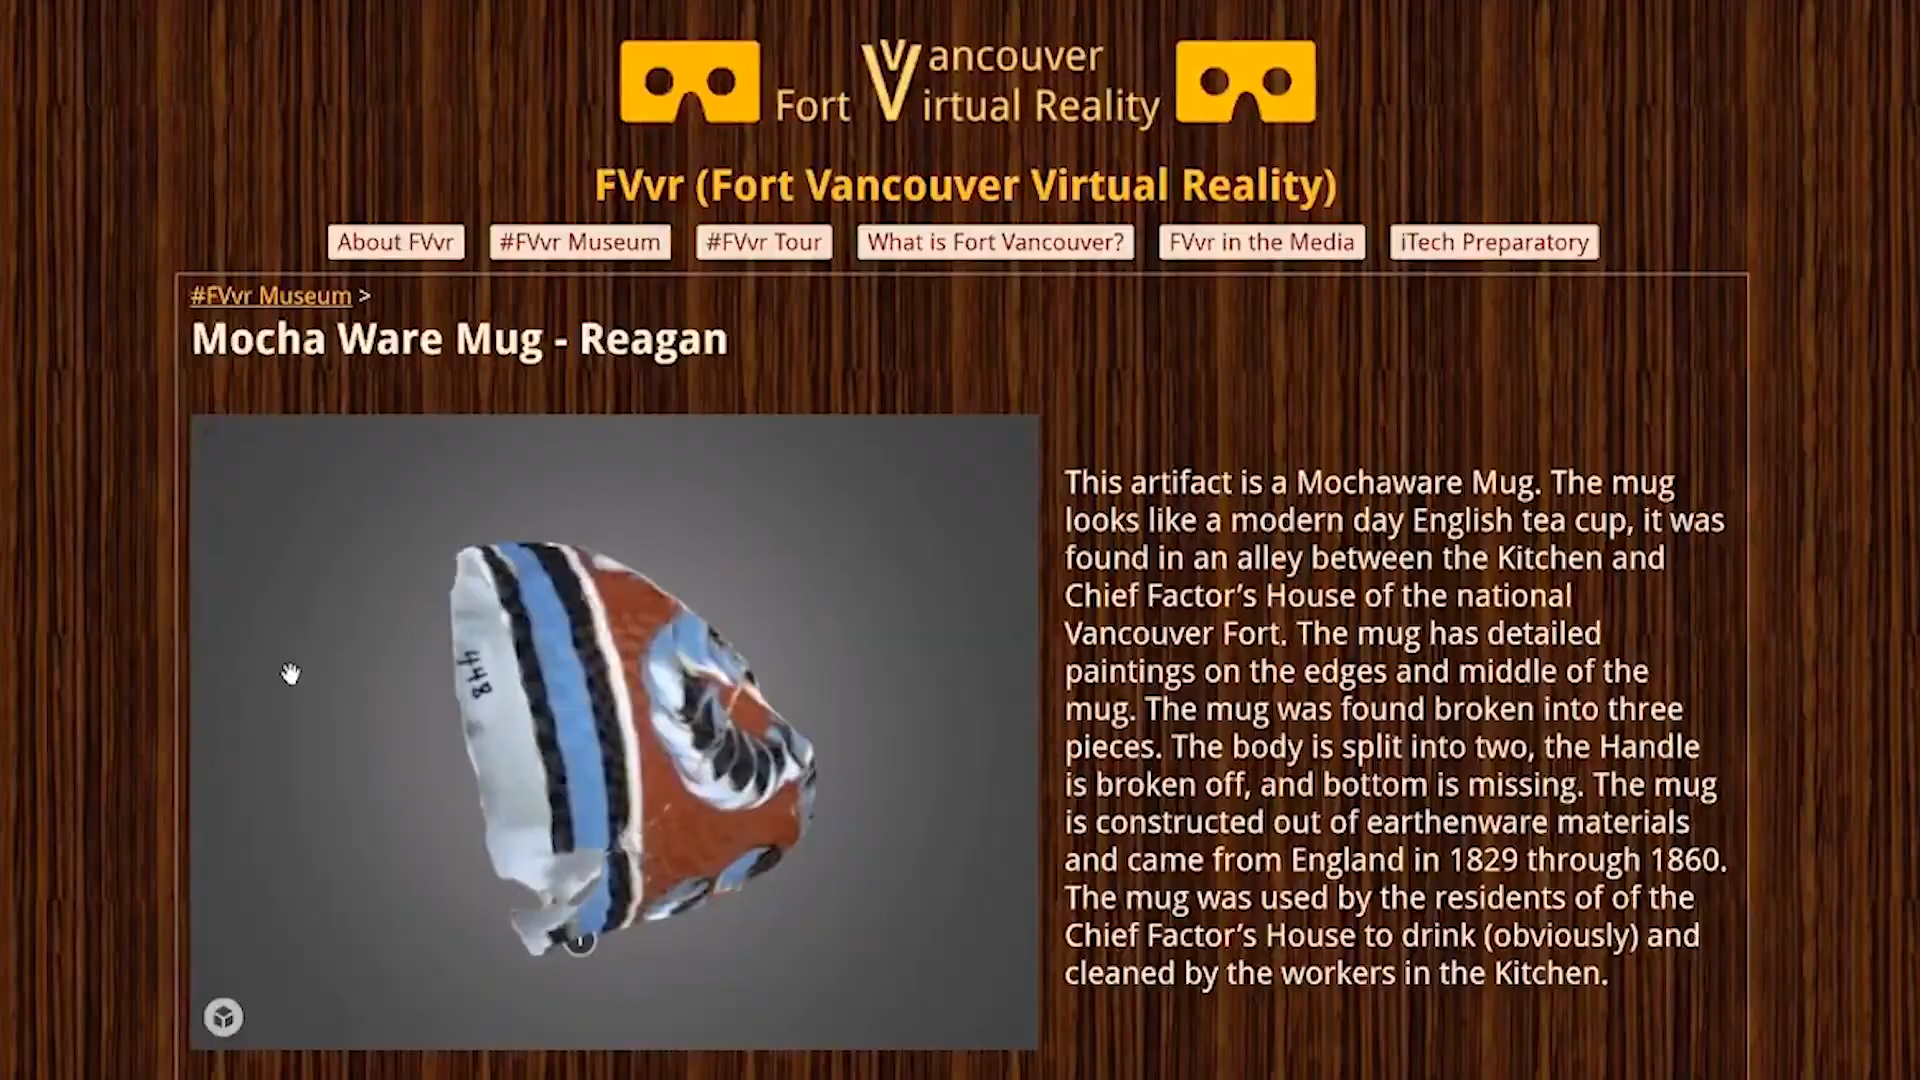 Vancouver
Fort Virtual Reality
FVvr (Fort Vancouver Virtual Reality)
About FVvr
#FVvr Museum
#FVvr Tour
What is Fort Vancouver?
FVvr in the Media
iTech Preparatory
#FVvr Museum >
Mocha Ware Mug - Reagan
This artifact is a Mochaware Mug. The mug
looks like a modern day English tea cup, it was
found in an alley between the Kitchen and
Chief Factor’s House of the national
Vancouver Fort. The mug has detailed
paintings on the edges and middle of the
mug. The mug was found broken into three
pieces. The body is split into two, the Handle
is broken off, and bottom is missing. The mug
is constructed out of earthenware materials
and came from England in 1829 through 1860.
The mug was used by the residents of of the
Chief Factor’s House to drink (obviously) and
cleaned by the workers in the Kitchen.
448